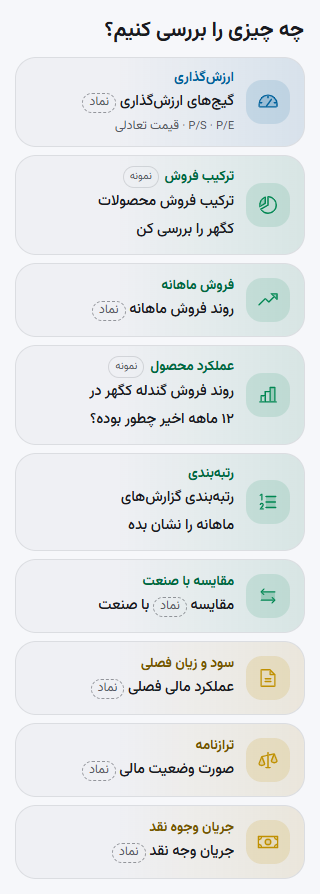 چه چیزی را بررسی کنیم؟
ارزش‌گذاری
گیج‌های ارزش‌گذاری نماد
P/S · P/E · قیمت تعادلی
ترکیب فروش نمونه
ترکیب فروش محصولات
کگهر را بررسی کن
فروش ماهانه
روند فروش ماهانه نماد
عملکرد محصول نمونه
روند فروش گندله کگهر در
۱۲ ماهه اخیر چطور بوده؟
رتبه‌بندی
رتبه‌بندی گزارش‌های
ماهانه را نشان بده
مقایسه با صنعت
مقایسه نماد با صنعت
سود و زیان فصلی
عملکرد مالی فصلی نماد
ترازنامه
صورت وضعیت مالی نماد
جریان وجوه نقد
جریان وجه نقد نماد